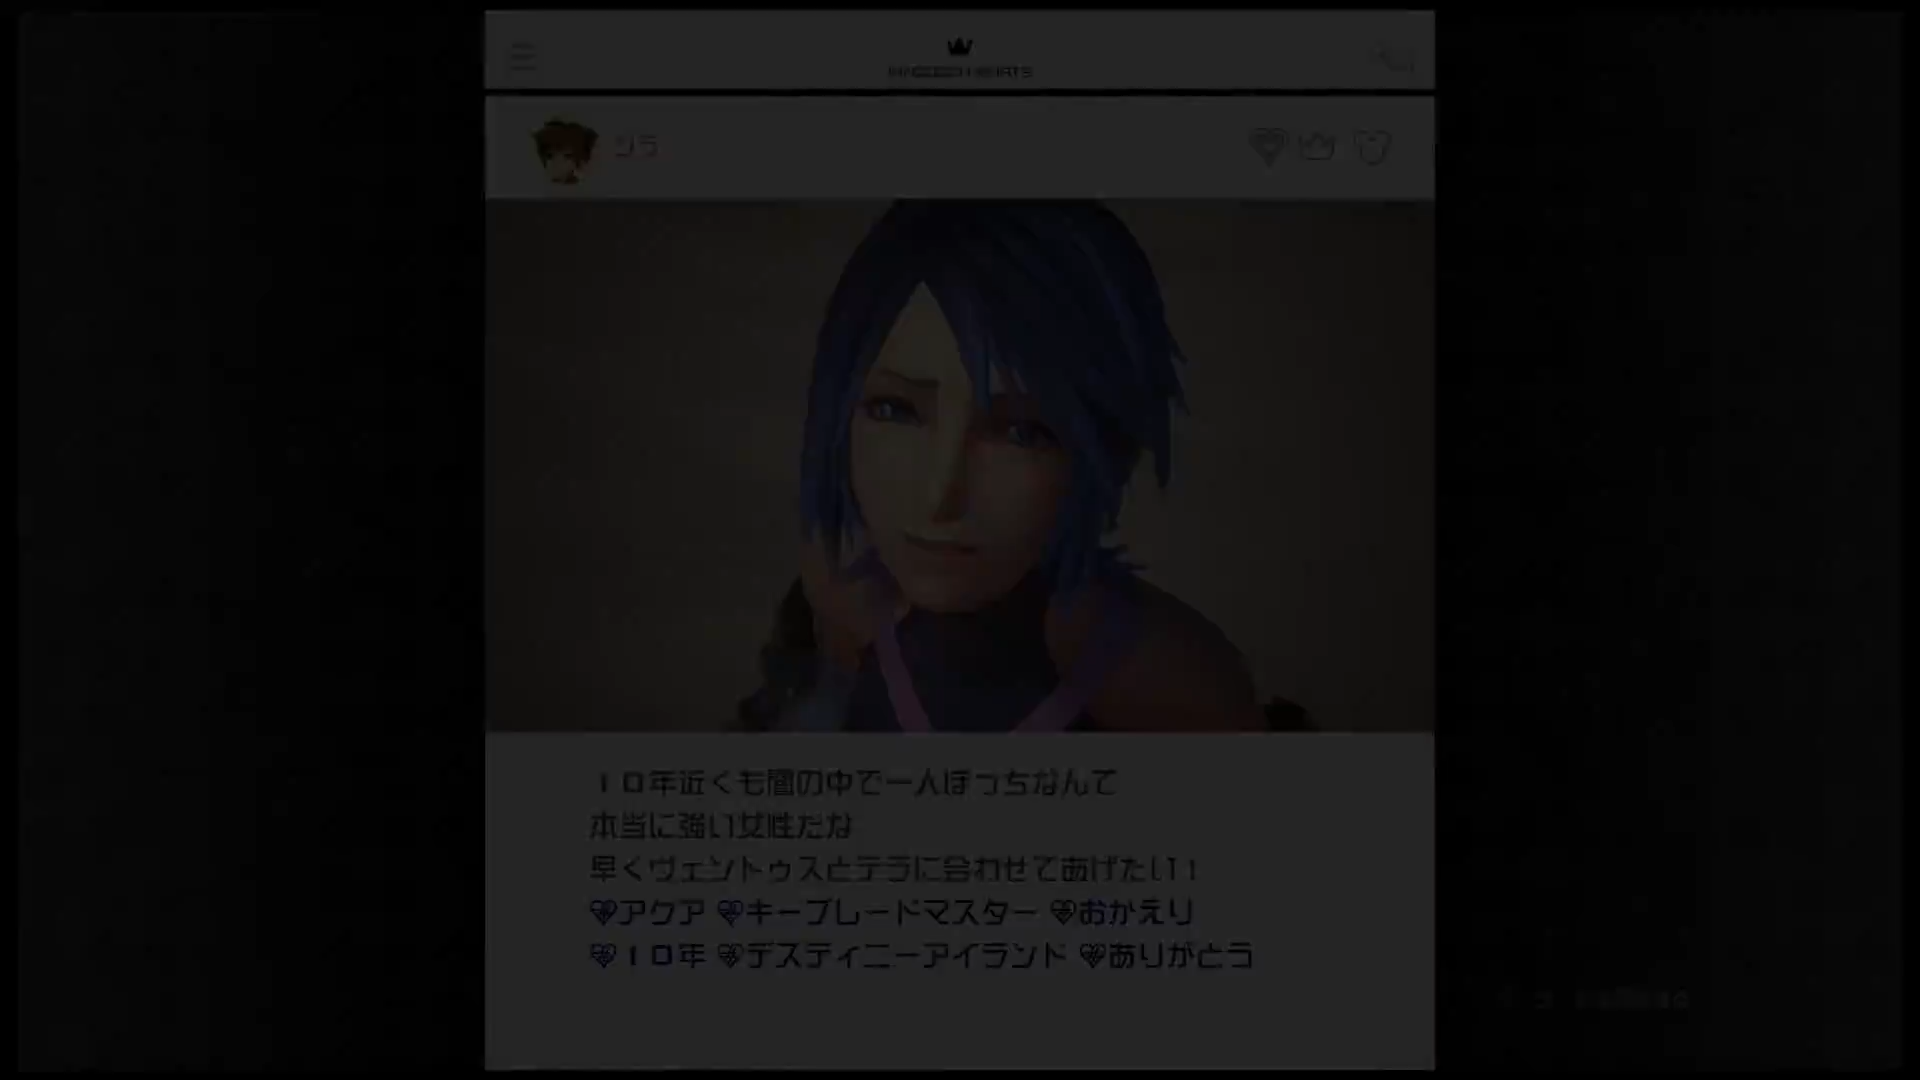 KINGDOM HEARTS
ソラ
１０年近くも闇の中で一人ぼっちなんて
本当に強い女性だな
早くヴェントゥスとテラに会わせてあげたい！
アクア キーブレードマスター おかえり
１０年 デスティニーアイランド ありがとう